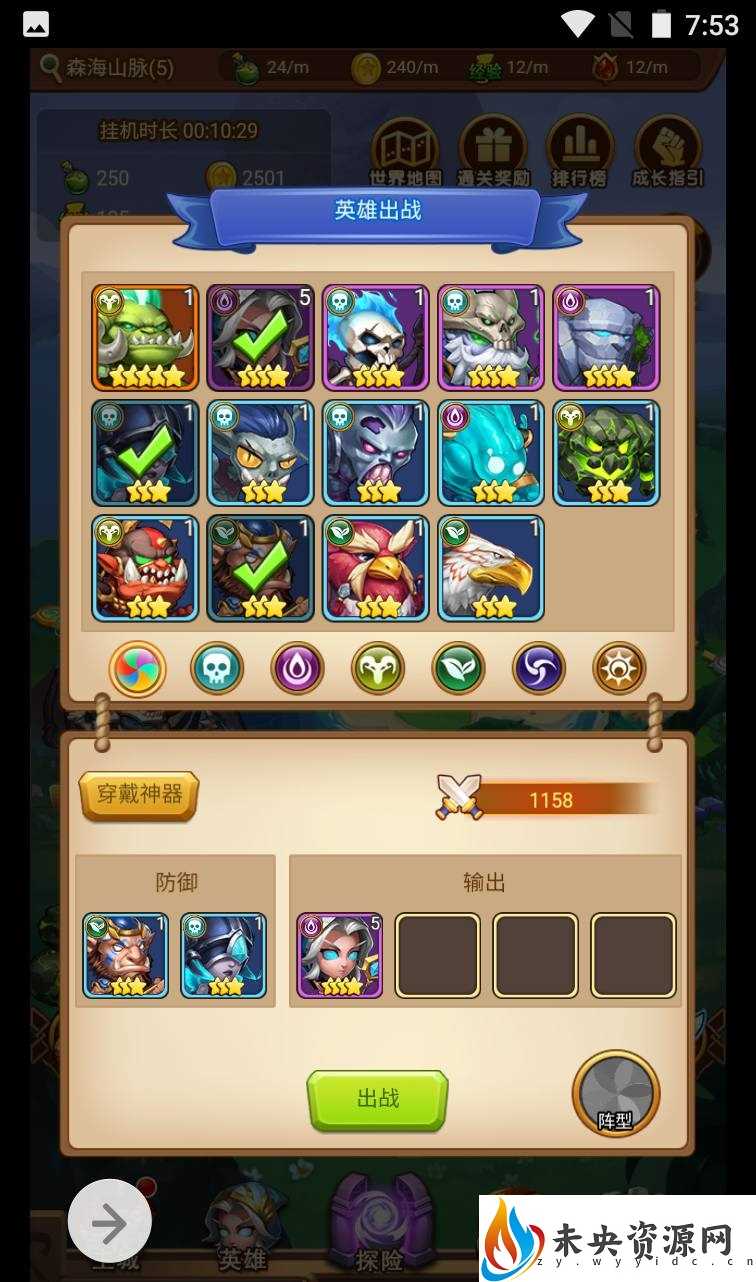 7:53
森海山脉(5) 24/m 240/m 经验 12/m 12/m
挂机时长 00:10:29
250 2501
世界地图 通关奖励 排行榜 成长指引
英雄出战
1 5 1 1 1
1 1 1 1 1
1 1 1 1
穿戴神器 1158
防御 输出
1 1 5
出战
阵型
主城 英雄 探险
未央资源网
zy.wyyidc.cn